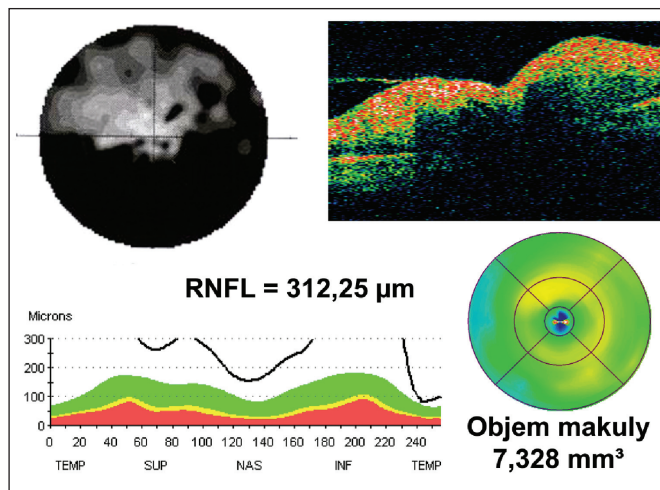 RNFL = 312,25 µm
Microns
300
200
100
0
0 20 40 60 80 100 120 140 160 180 200 220 240
TEMP SUP NAS INF TEMP
Objem makuly
7,328 mm³